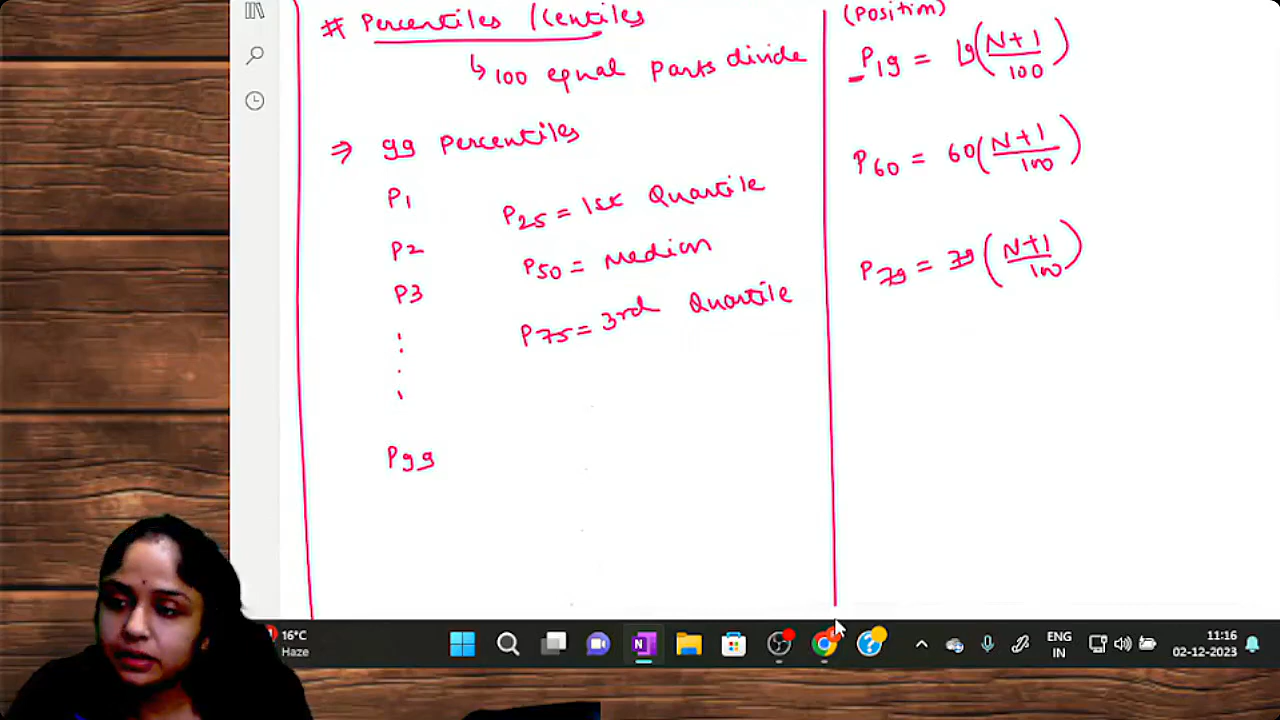 # Percentiles / Centiles
↳ 100 equal parts divide
⇒ 99 Percentiles
P1
P2
P3
P99
P25 = 1st Quartile
P50 = Median
P75 = 3rd Quartile
(Position)
P19 = 19(N+1/100)
P60 = 60(N+1/100)
P79 = 79(N+1/100)
16°C
Haze
ENG
IN
11:16
02-12-2023